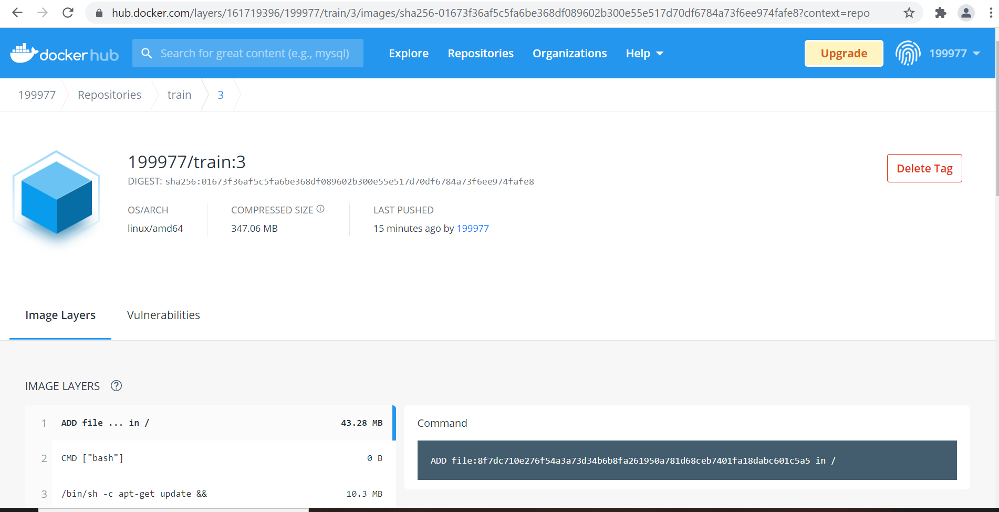 hub.docker.com/layers/161719396/199977/train/3/images/sha256-01673f36af5c5fa6be368df089602b300e55e517d70df6784a73f6ee974fafe8?context=repo
docker hub
Search for great content (e.g., mysql)
Explore
Repositories
Organizations
Help
Upgrade
199977
199977
Repositories
train
3
199977/train:3
DIGEST: sha256:01673f36af5c5fa6be368df089602b300e55e517d70df6784a73f6ee974fafe8
Delete Tag
OS/ARCH
linux/amd64
COMPRESSED SIZE
347.06 MB
LAST PUSHED
15 minutes ago by 199977
Image Layers
Vulnerabilities
IMAGE LAYERS
1 ADD file ... in / 43.28 MB
2 CMD ["bash"] 0 B
3 /bin/sh -c apt-get update && 10.3 MB
Command
ADD file:8f7dc710e276f54a3a73d34b6b8fa261950a781d68ceb7401fa18dabc601c5a5 in /